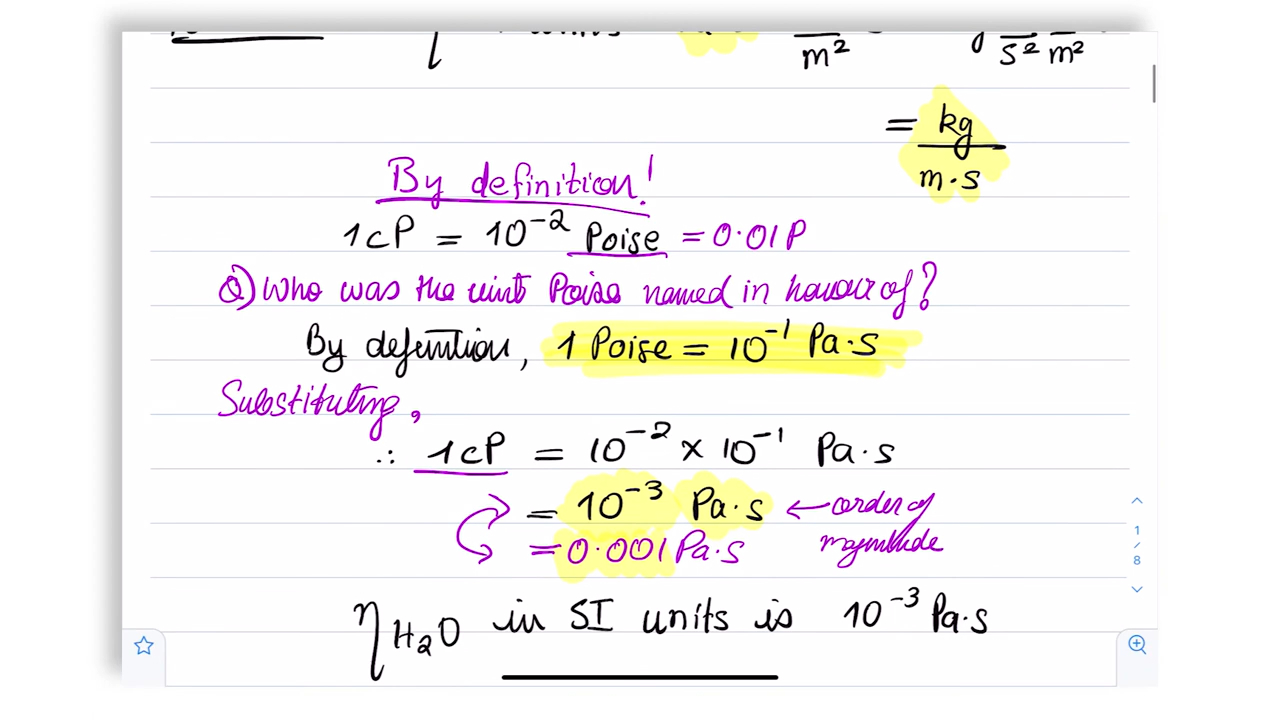 m²
S² m²
= kg
m·s
By definition!
1cP = 10⁻² Poise = 0.01P
Q) Who was the unit Poise named in honour of?
By definition, 1 Poise = 10⁻¹ Pa·s
Substituting,
∴ 1cP = 10⁻² × 10⁻¹ Pa·s
= 10⁻³ Pa·s ← order of
= 0.001 Pa·s magnitude
η H₂O in SI units is 10⁻³ Pa·s
1
/
8